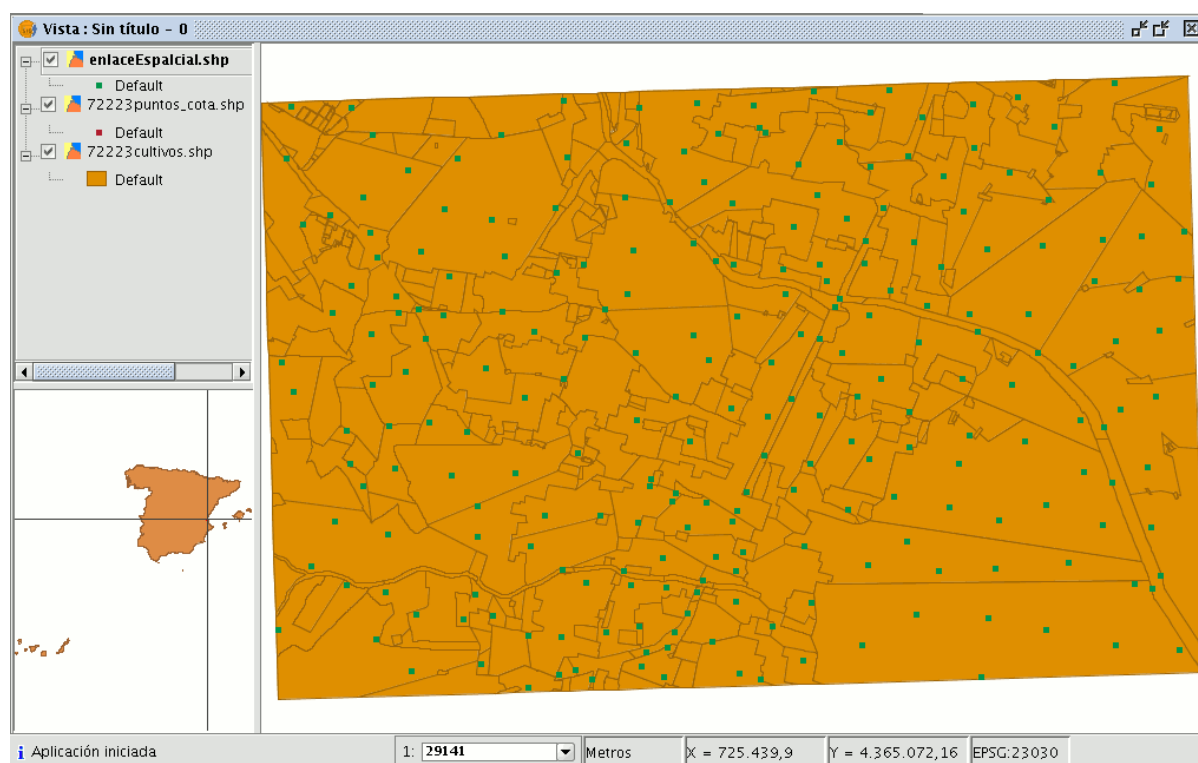 Vista : Sin título - 0
enlaceEspalcial.shp
Default
72223puntos_cota.shp
Default
72223cultivos.shp
Default
Aplicación iniciada
1: 29141
Metros
X = 725.439,9
Y = 4.365.072,16
EPSG:23030